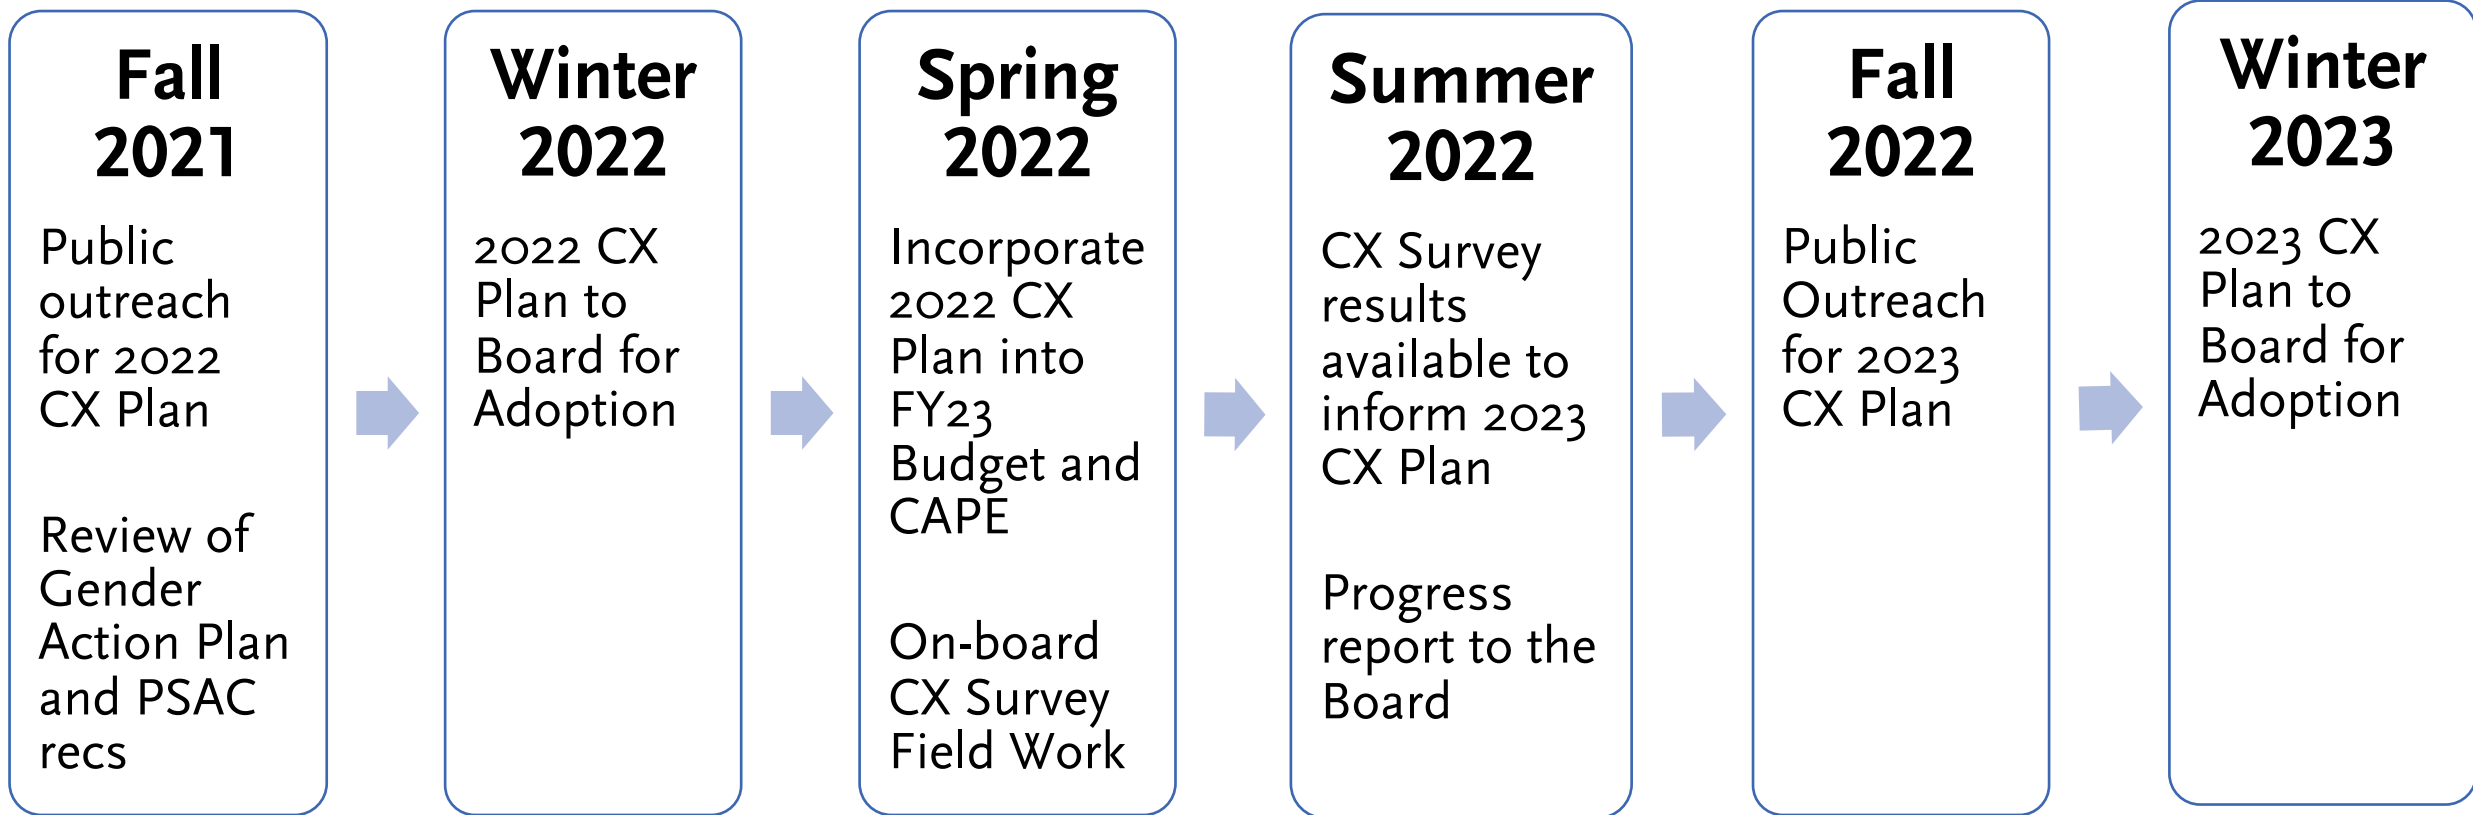 Fall
2021
Public
outreach
for 2022
CX Plan
Review of
Gender
Action Plan
and PSAC
recs
Winter
2022
2022 CX
Plan to
Board for
Adoption
Spring
2022
Incorporate
2022 CX
Plan into
FY23
Budget and
CAPE
On-board
CX Survey
Field Work
Summer
2022
CX Survey
results
available to
inform 2023
CX Plan
Progress
report to the
Board
Fall
2022
Public
Outreach
for 2023
CX Plan
Winter
2023
2023 CX
Plan to
Board for
Adoption